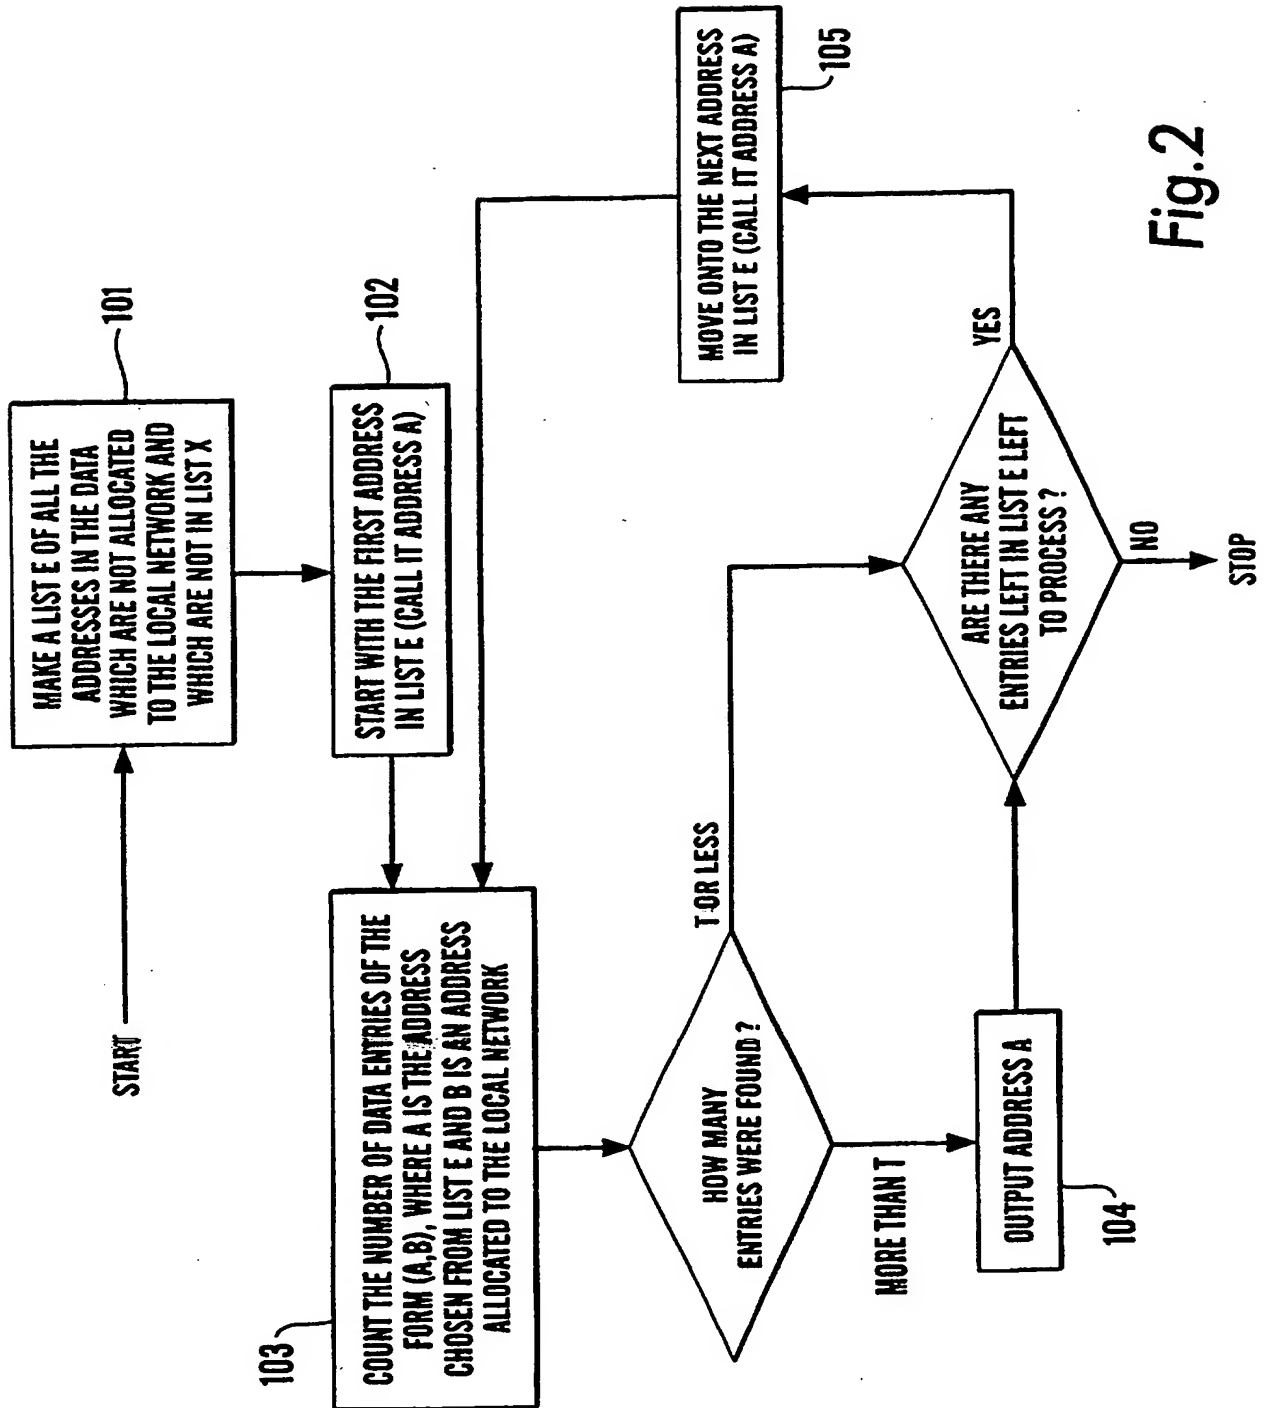 START
MAKE A LIST E OF ALL THE
ADDRESSES IN THE DATA
WHICH ARE NOT ALLOCATED
TO THE LOCAL NETWORK AND
WHICH ARE NOT IN LIST X
101
START WITH THE FIRST ADDRESS
IN LIST E (CALL IT ADDRESS A)
102
103
COUNT THE NUMBER OF DATA ENTRIES OF THE
FORM (A,B), WHERE A IS THE ADDRESS
CHOSEN FROM LIST E AND B IS AN ADDRESS
ALLOCATED TO THE LOCAL NETWORK
HOW MANY
ENTRIES WERE FOUND?
T OR LESS
MORE THAN T
OUTPUT ADDRESS A
104
ARE THERE ANY
ENTRIES LEFT IN LIST E LEFT
TO PROCESS?
YES
NO
STOP
MOVE ONTO THE NEXT ADDRESS
IN LIST E (CALL IT ADDRESS A)
105
Fig.2